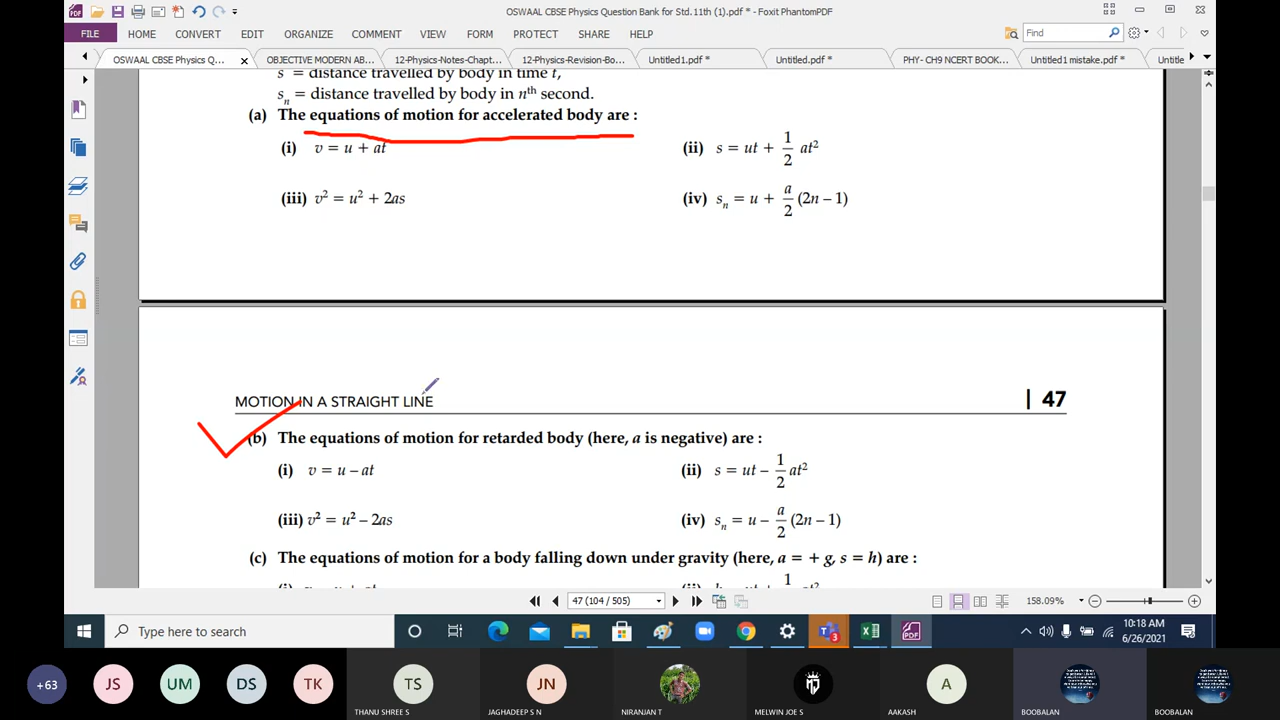 OSWAAL CBSE Physics Question Bank for Std.11th (1).pdf * - Foxit PhantomPDF
FILE HOME CONVERT EDIT ORGANIZE COMMENT VIEW FORM PROTECT SHARE HELP Find
OSWAAL CBSE Physics Q... OBJECTIVE MODERN AB... 12-Physics-Notes-Chapt... 12-Physics-Revision-Bo... Untitled1.pdf * Untitled.pdf * PHY- CH9 NCERT BOOK... Untitled1 mistake.pdf * Untitle
s = distance travelled by body in time t,
sₙ = distance travelled by body in nᵗʰ second.
(a) The equations of motion for accelerated body are :
(i) v = u + at (ii) s = ut + 1/2 at²
(iii) v² = u² + 2as (iv) sₙ = u + a/2 (2n – 1)
MOTION IN A STRAIGHT LINE | 47
(b) The equations of motion for retarded body (here, a is negative) are :
(i) v = u – at (ii) s = ut – 1/2 at²
(iii) v² = u² – 2as (iv) sₙ = u – a/2 (2n – 1)
(c) The equations of motion for a body falling down under gravity (here, a = + g, s = h) are :
47 (104 / 505) 158.09%
Type here to search 3 10:18 AM
6/26/2021
+63 JS UM DS TK TS JN A
THANU SHREE S JAGHADEEP S N NIRANJAN T MELWIN JOE S AAKASH BOOBALAN BOOBALAN